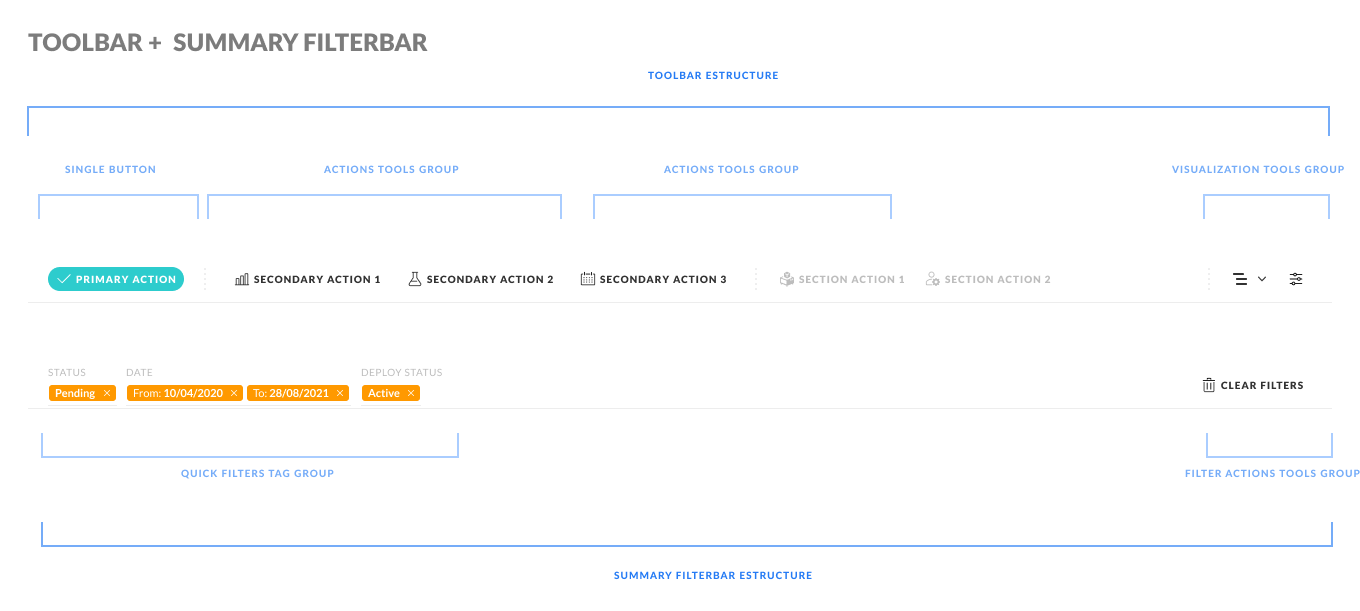 TOOLBAR + SUMMARY FILTERBAR
TOOLBAR ESTRUCTURE
SINGLE BUTTON ACTIONS TOOLS GROUP ACTIONS TOOLS GROUP VISUALIZATION TOOLS GROUP
PRIMARY ACTION SECONDARY ACTION 1 SECONDARY ACTION 2 SECONDARY ACTION 3 SECTION ACTION 1 SECTION ACTION 2
STATUS DATE DEPLOY STATUS
Pending × From: 10/04/2020 × To: 28/08/2021 × Active × CLEAR FILTERS
QUICK FILTERS TAG GROUP FILTER ACTIONS TOOLS GROUP
SUMMARY FILTERBAR ESTRUCTURE